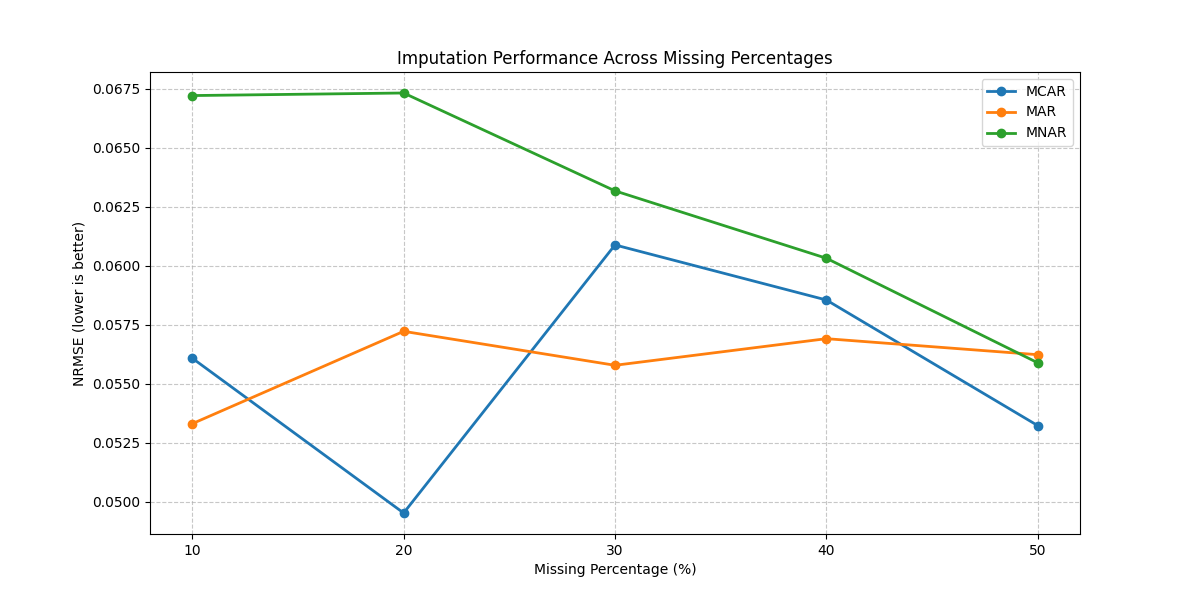 Imputation Performance Across Missing Percentages
NRMSE (lower is better)
0.0675
0.0650
0.0625
0.0600
0.0575
0.0550
0.0525
0.0500
MCAR
MAR
MNAR
10 20 30 40 50
Missing Percentage (%)